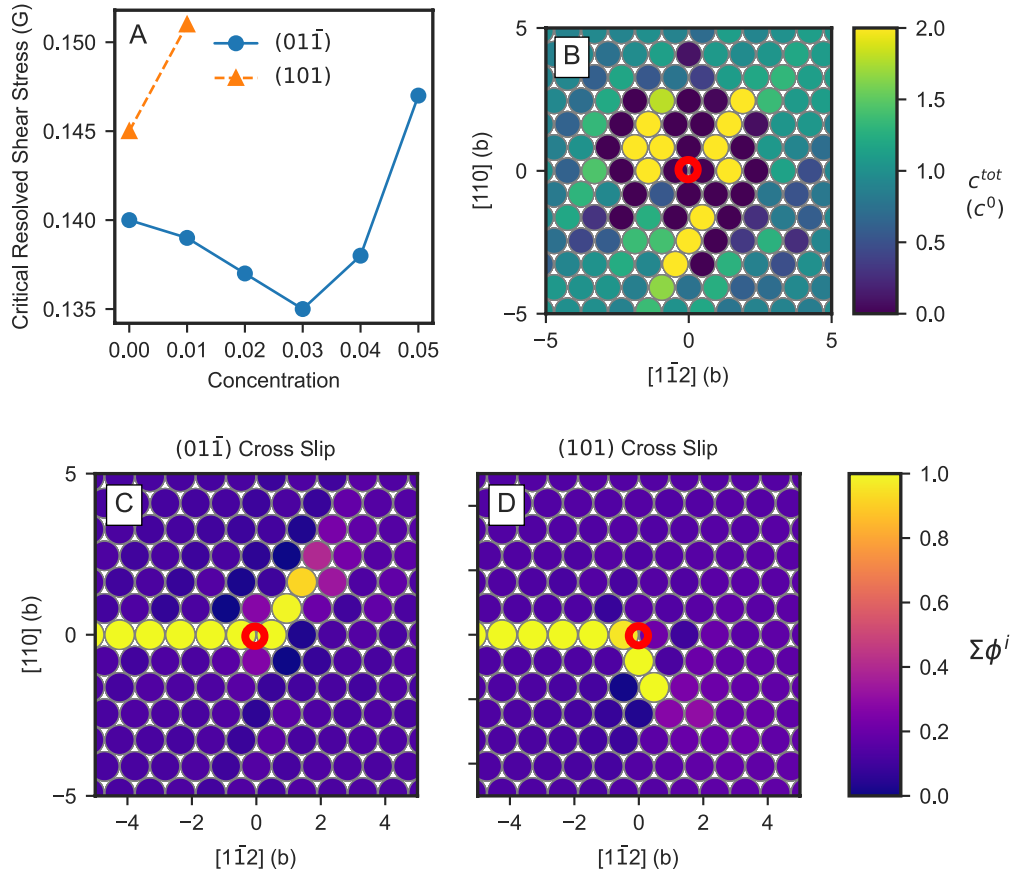 A
(011̄)
(101)
Critical Resolved Shear Stress (G)
0.150
0.145
0.140
0.135
0.00 0.01 0.02 0.03 0.04 0.05
Concentration
B
5
0
−5
[110] (b)
−5 0 5
[11̄2] (b)
2.0
1.5
1.0
0.5
0.0
c^tot
(c^0)
(011̄) Cross Slip
C
5
0
−5
[110] (b)
−4 −2 0 2 4
[11̄2] (b)
(101) Cross Slip
D
−4 −2 0 2 4
[11̄2] (b)
1.0
0.8
0.6
0.4
0.2
0.0
Σϕ^i